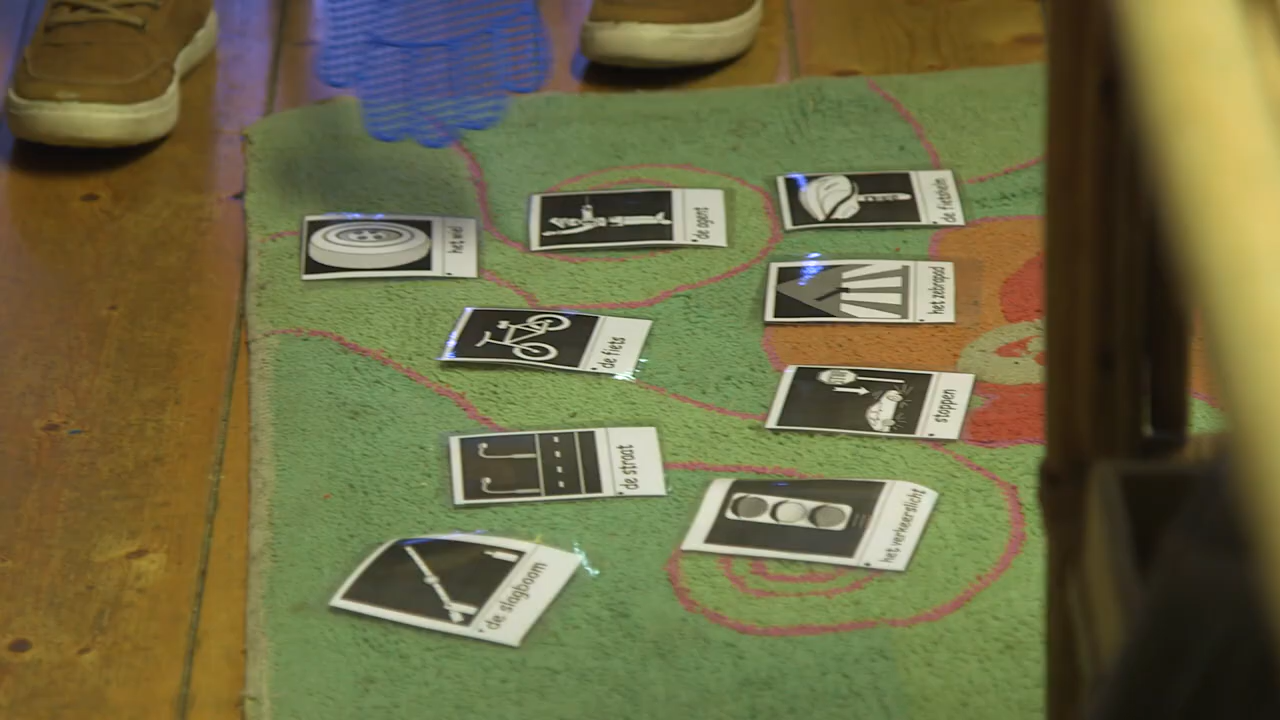 het wiel
de agent
de fietshelm
het zebrapad
de fiets
stoppen
de straat
het verkeerslicht
de slagboom